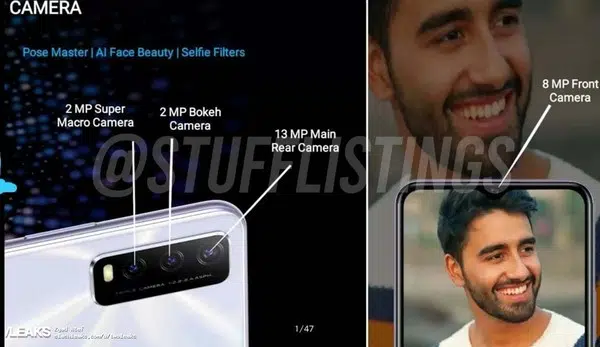 CAMERA
Pose Master | AI Face Beauty | Selfie Filters
2 MP Super
Macro Camera
2 MP Bokeh
Camera
13 MP Main
Rear Camera
8 MP Front
Camera
@STUFFLISTINGS
1/47